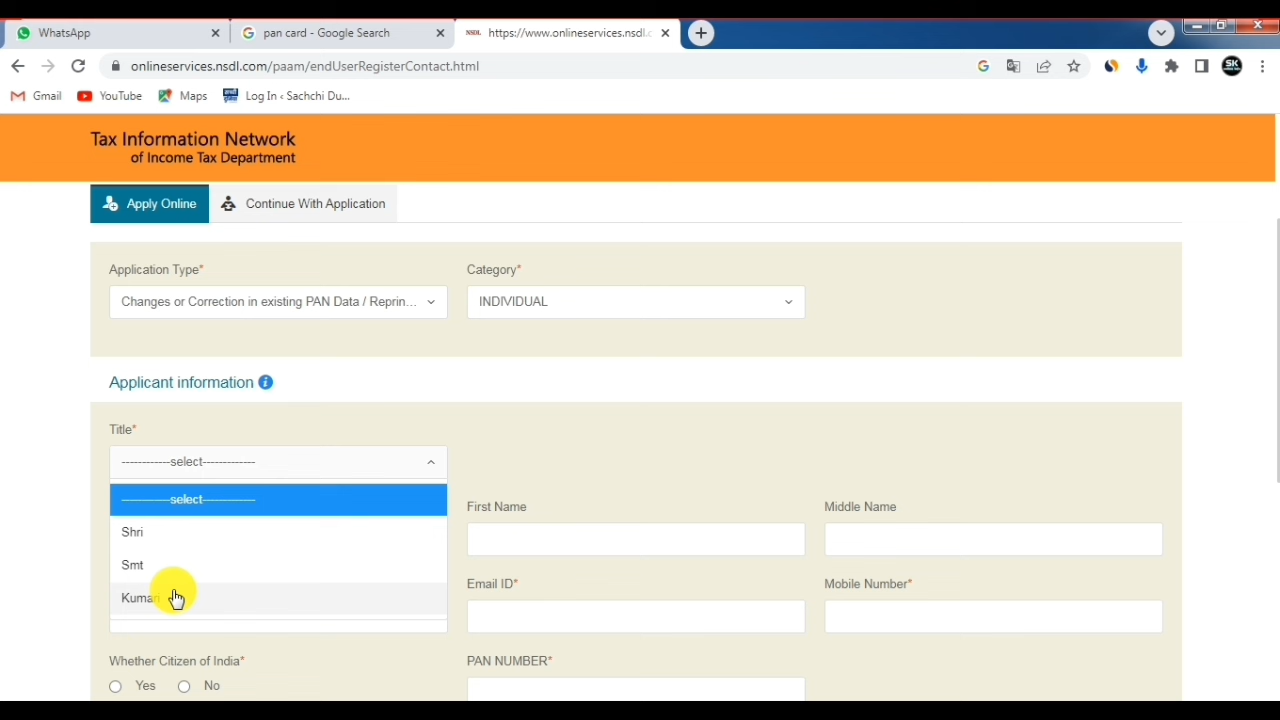 WhatsApp
pan card - Google Search
NSDL https://www.onlineservices.nsdl.c
onlineservices.nsdl.com/paam/endUserRegisterContact.html
SK
Gmail YouTube Maps Log In ‹ Sachchi Du...
Tax Information Network
of Income Tax Department
Apply Online Continue With Application
Application Type* Category*
Changes or Correction in existing PAN Data / Reprin... INDIVIDUAL
Applicant information i
Title*
------------select-------------
------------select-------------
First Name Middle Name
Shri
Smt
Email ID* Mobile Number*
Kumari
Whether Citizen of India* PAN NUMBER*
Yes No